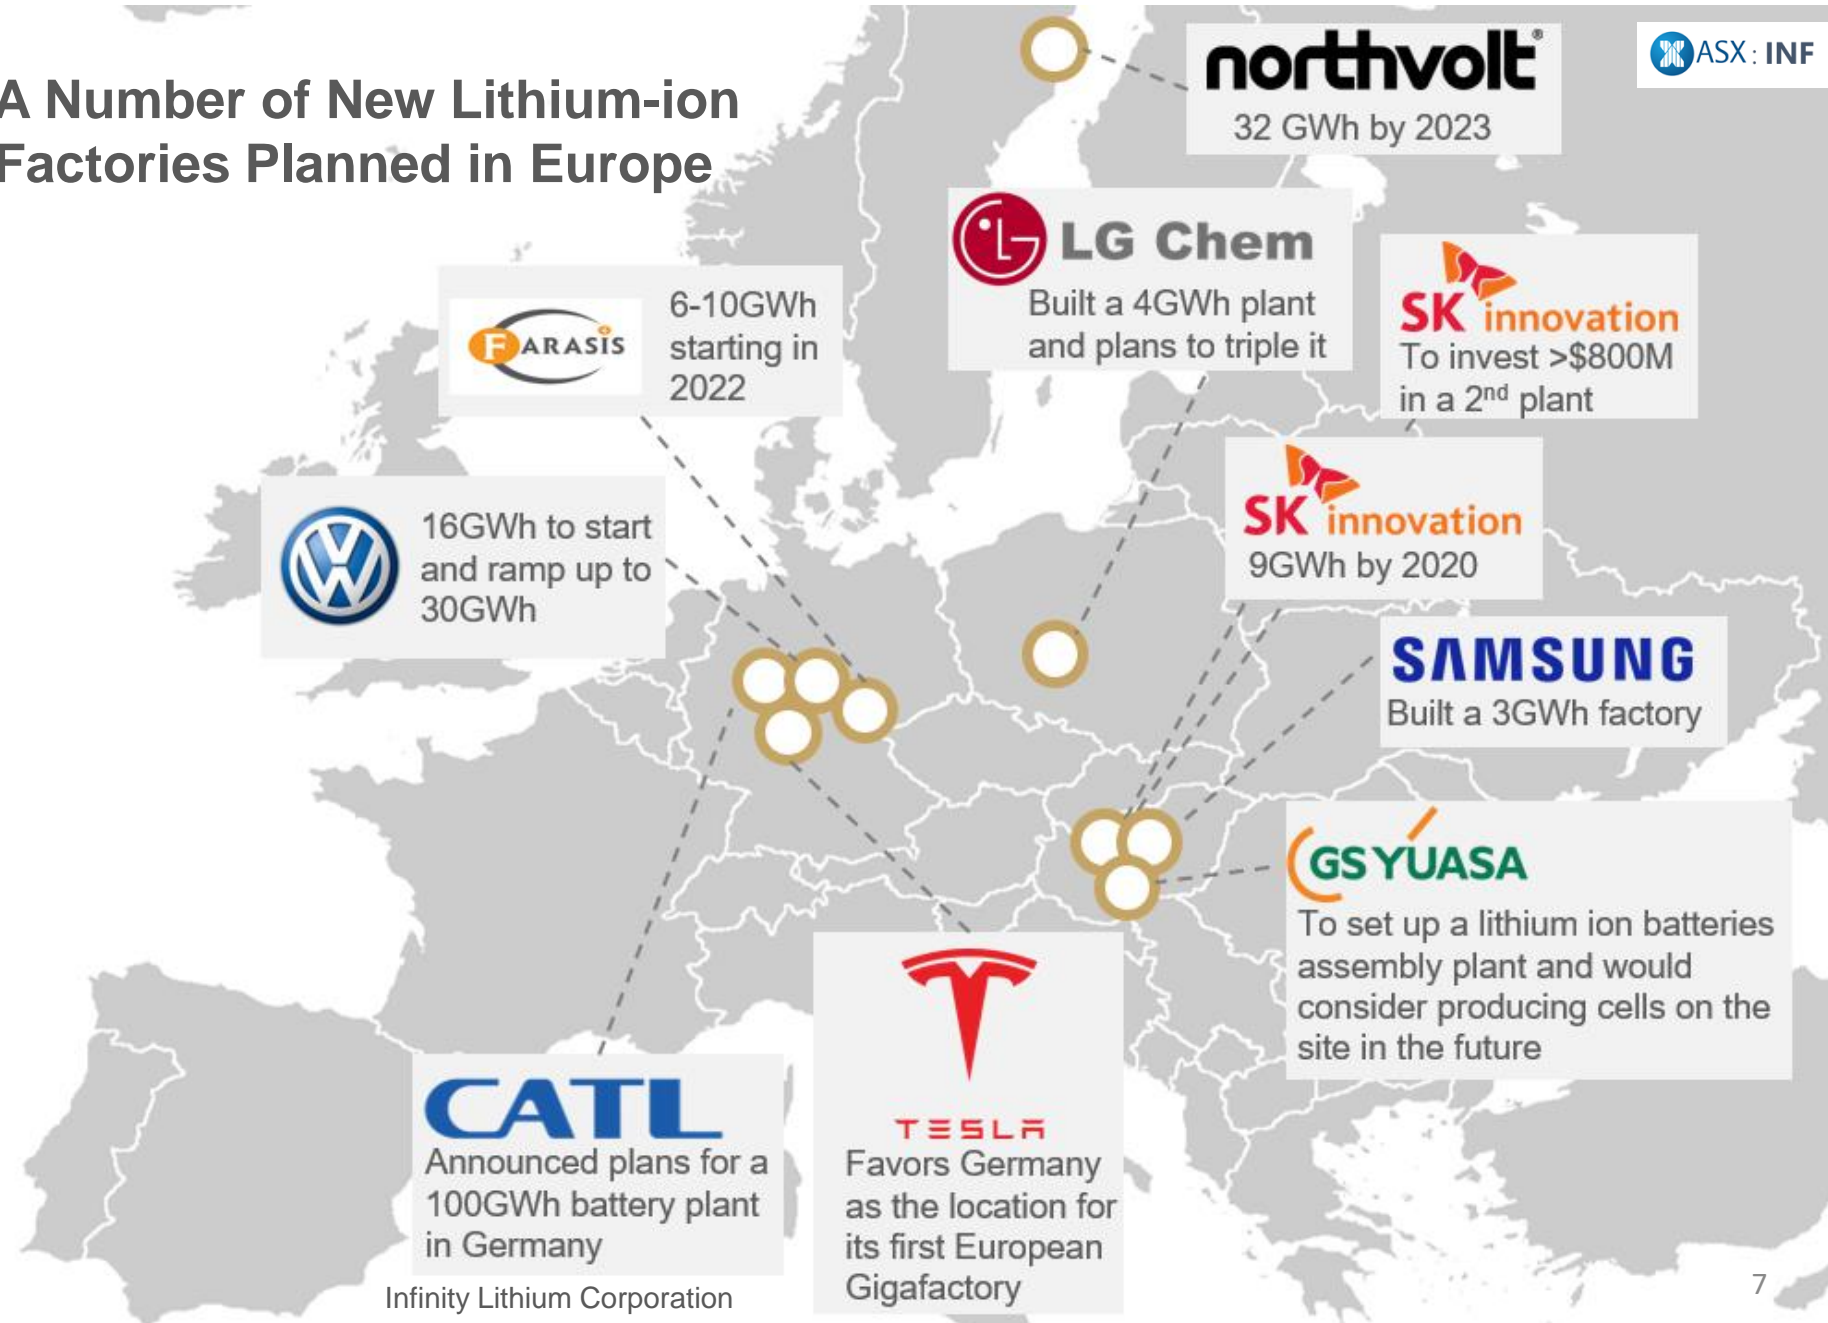 A Number of New Lithium-ion
Factories Planned in Europe
ASX: INF
northvolt®
32 GWh by 2023
LG Chem
Built a 4GWh plant
and plans to triple it
SK innovation
To invest >$800M
in a 2nd plant
FARASIS
6-10GWh
starting in
2022
SK innovation
9GWh by 2020
16GWh to start
and ramp up to
30GWh
SAMSUNG
Built a 3GWh factory
GS YUASA
To set up a lithium ion batteries
assembly plant and would
consider producing cells on the
site in the future
CATL
Announced plans for a
100GWh battery plant
in Germany
TESLA
Favors Germany
as the location for
its first European
Gigafactory
Infinity Lithium Corporation
7